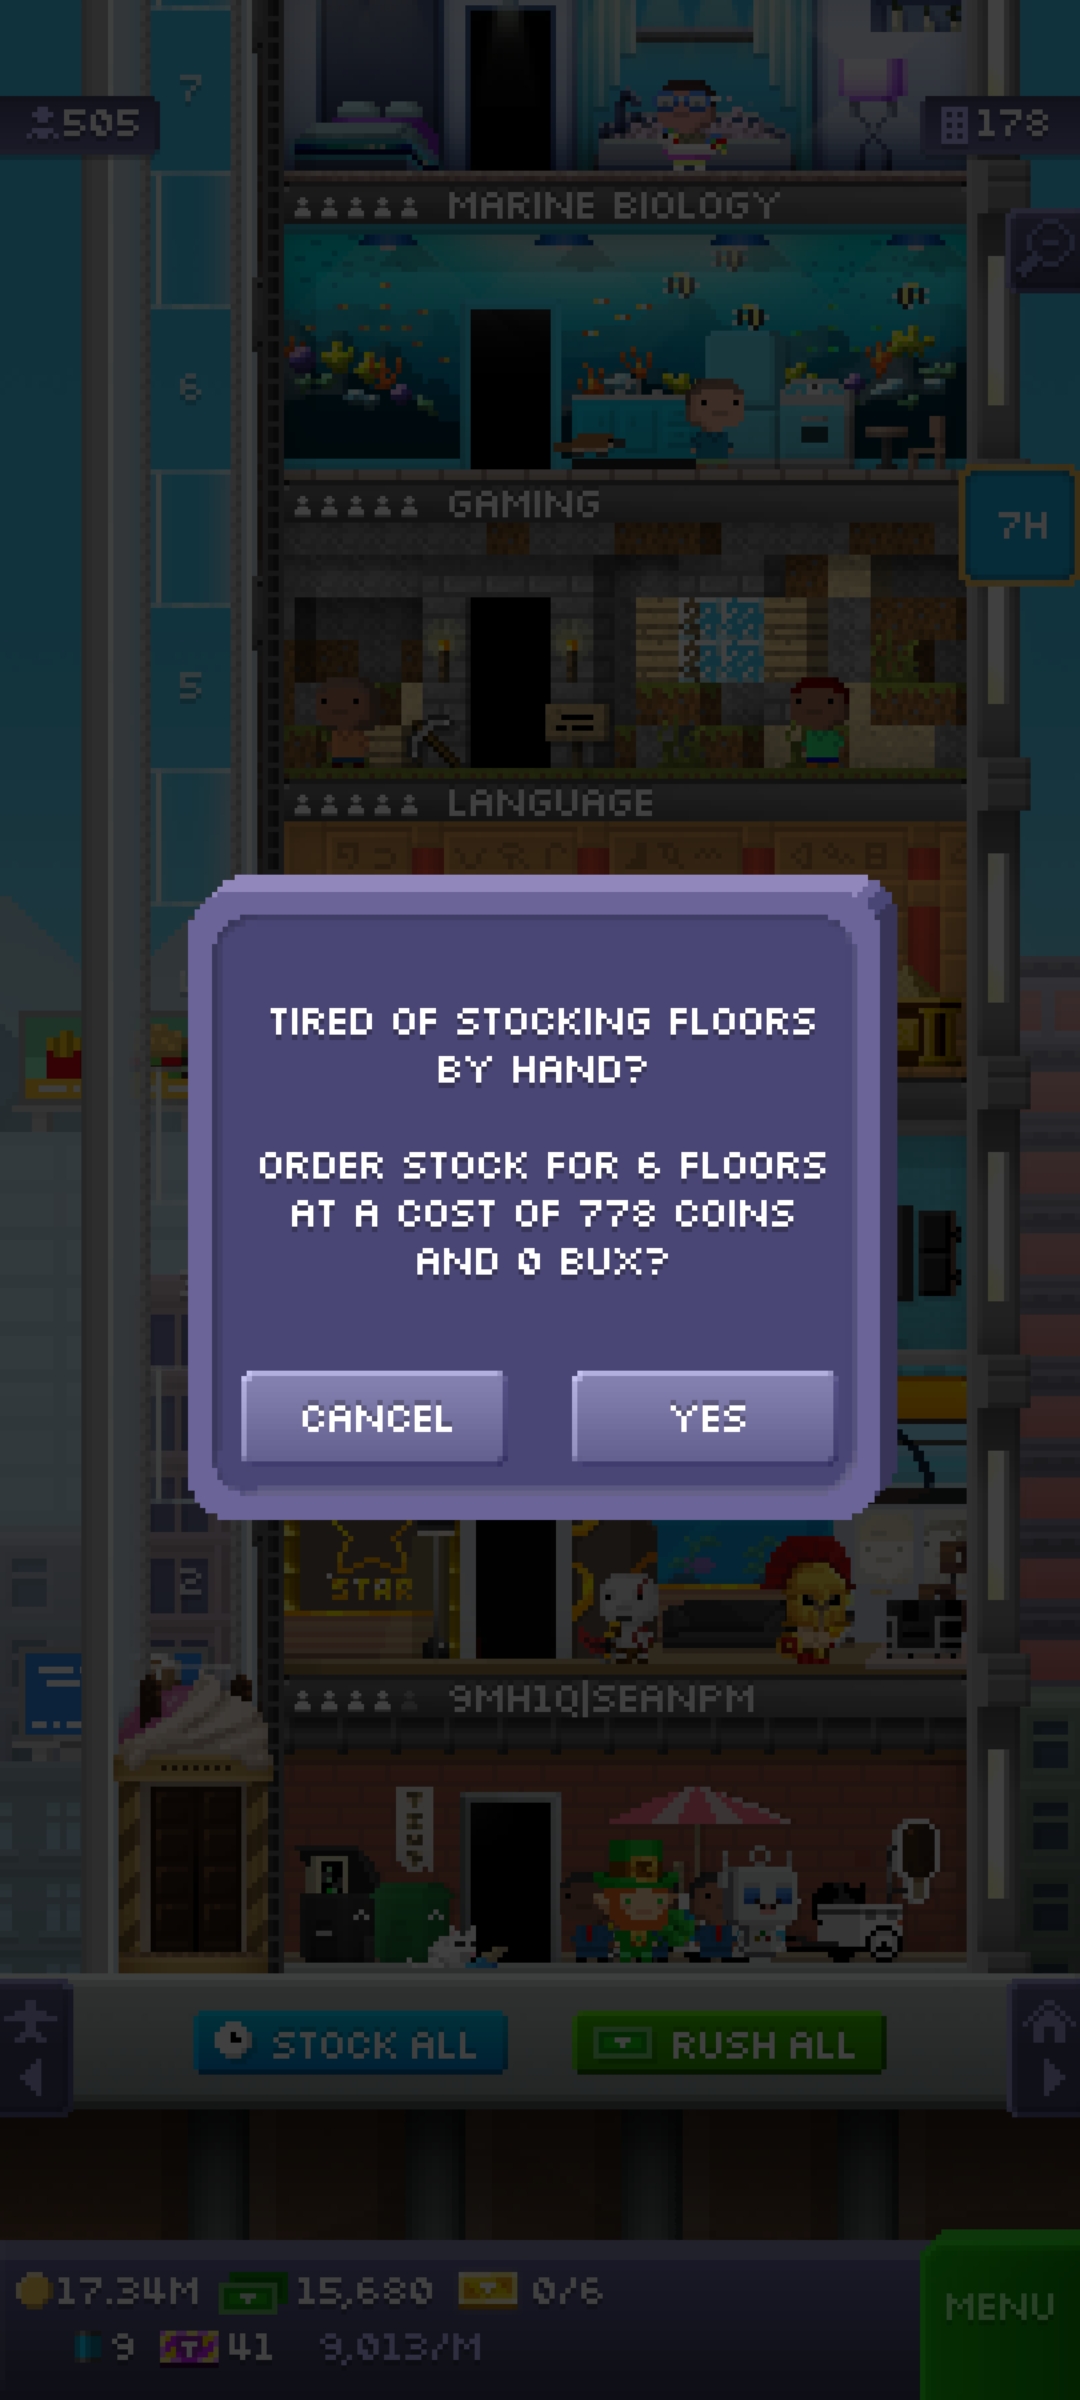 7
505
178
MARINE BIOLOGY
6
GAMING
7H
5
LANGUAGE
TIRED OF STOCKING FLOORS
BY HAND?
ORDER STOCK FOR 6 FLOORS
AT A COST OF 778 COINS
AND 0 BUX?
CANCEL
YES
2
STAR
9MH1Q|SEANPM
STOCK ALL
RUSH ALL
17.34M
15,680
0/6
MENU
9
T
41
9,013/M